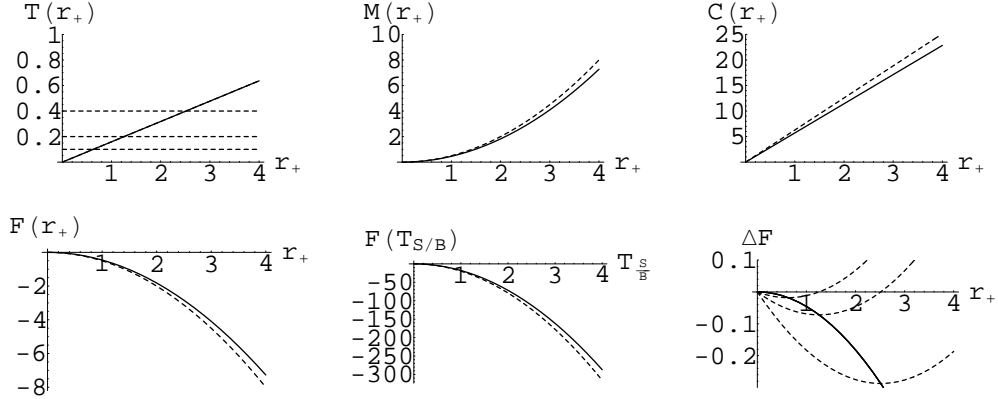 T(r+)
1
0.8
0.6
0.4
0.2
1 2 3 4 r+
M(r+)
10
8
6
4
2
1 2 3 4 r+
C(r+)
25
20
15
10
5
1 2 3 4 r+
F(r+)
1 2 3 4 r+
-2
-4
-6
-8
F(TS/B)
1 2 3 4 TS/B
-50
-100
-150
-200
-250
-300
ΔF
0.1
1 2 3 4 r+
-0.1
-0.2